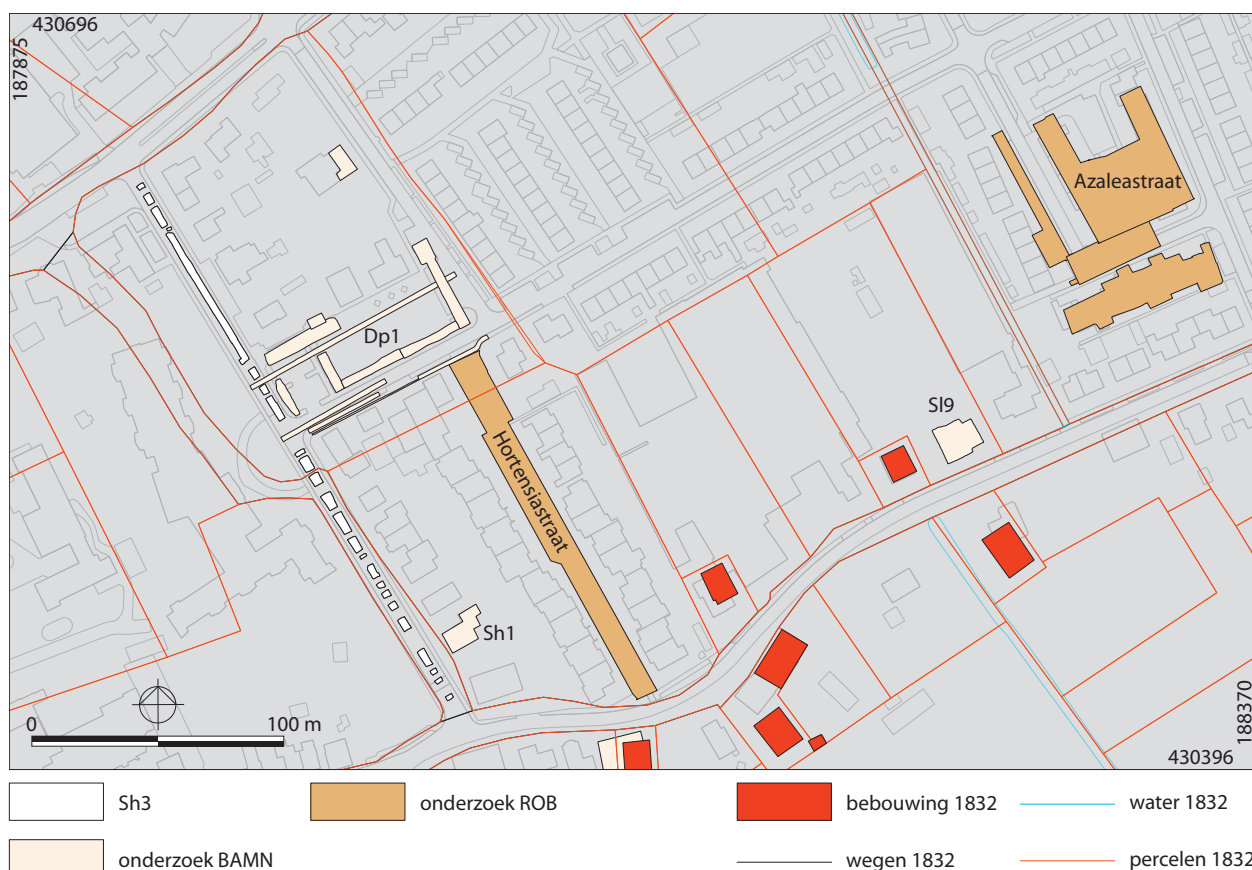 430696
187875
Azaleastraat
Dp1
Sl9
Hortensiastraat
Sh1
0 100 m
188370
430396
Sh3 onderzoek ROB bebouwing 1832 water 1832
onderzoek BAMN wegen 1832 percelen 1832